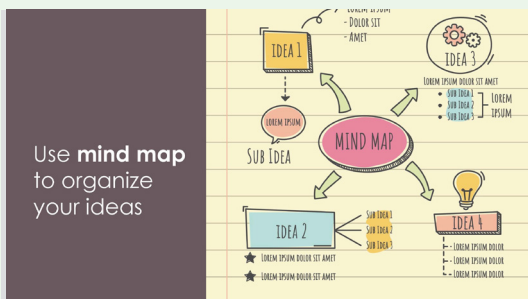 Use mind map
to organize
your ideas
LOREM IPSUM
- DOLOR SIT
- AMET
IDEA 1
LOREM IPSUM
SUB IDEA
MIND MAP
IDEA 3
LOREM IPSUM DOLOR SIT AMET
SUB IDEA 1
SUB IDEA 2
SUB IDEA 3
LOREM
IPSUM
IDEA 2
SUB IDEA 1
SUB IDEA 2
SUB IDEA 3
LOREM IPSUM DOLOR SIT AMET
LOREM IPSUM DOLOR SET AMET
IDEA 4
LOREM IPSUM DOLOR
LOREM IPSUM DOLOR
LOREM IPSUM DOLOR